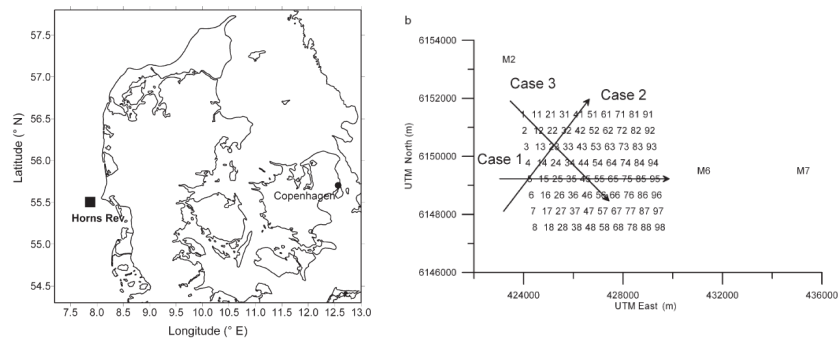 57.5
57.0
56.5
56.0
55.5
55.0
54.5
Latitude (° N)
Copenhagen
Horns Rev
7.5 8.0 8.5 9.0 9.5 10.0 10.5 11.0 11.5 12.0 12.5 13.0
Longitude (° E)
b
6154000
6152000
6150000
6148000
6146000
UTM North (m)
M2
Case 3
Case 2
1 11 21 31 41 51 61 71 81 91
2 12 22 32 42 52 62 72 82 92
3 13 23 33 43 53 63 73 83 93
Case 1
4 14 24 34 44 54 64 74 84 94
M6
M7
5 15 25 35 45 55 65 75 85 95
6 16 26 36 46 56 66 76 86 96
7 17 27 37 47 57 67 77 87 97
8 18 28 38 48 58 68 78 88 98
424000 428000 432000 436000
UTM East (m)